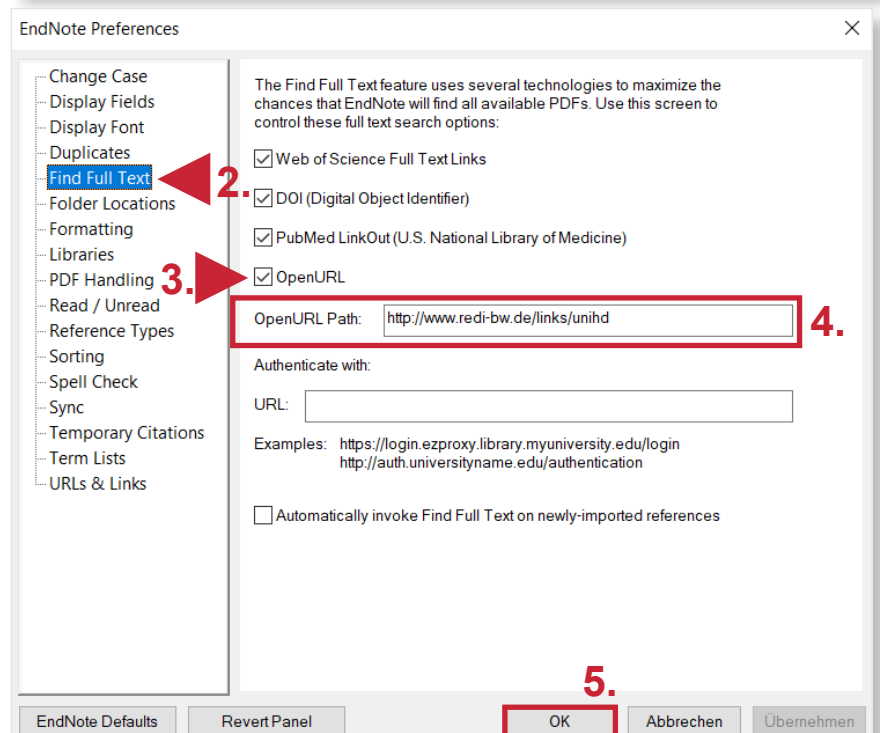 EndNote Preferences
Change Case
Display Fields
Display Font
Duplicates
Find Full Text
2.
Folder Locations
Formatting
Libraries
PDF Handling
3.
Read / Unread
Reference Types
Sorting
Spell Check
Sync
Temporary Citations
Term Lists
URLs & Links
The Find Full Text feature uses several technologies to maximize the
chances that EndNote will find all available PDFs. Use this screen to
control these full text search options:
Web of Science Full Text Links
DOI (Digital Object Identifier)
PubMed LinkOut (U.S. National Library of Medicine)
OpenURL
OpenURL Path: http://www.redi-bw.de/links/unihd
4.
Authenticate with:
URL:
Examples: https://login.ezproxy.library.myuniversity.edu/login
http://auth.universityname.edu/authentication
Automatically invoke Find Full Text on newly-imported references
5.
EndNote Defaults
Revert Panel
OK
Abbrechen
Übernehmen